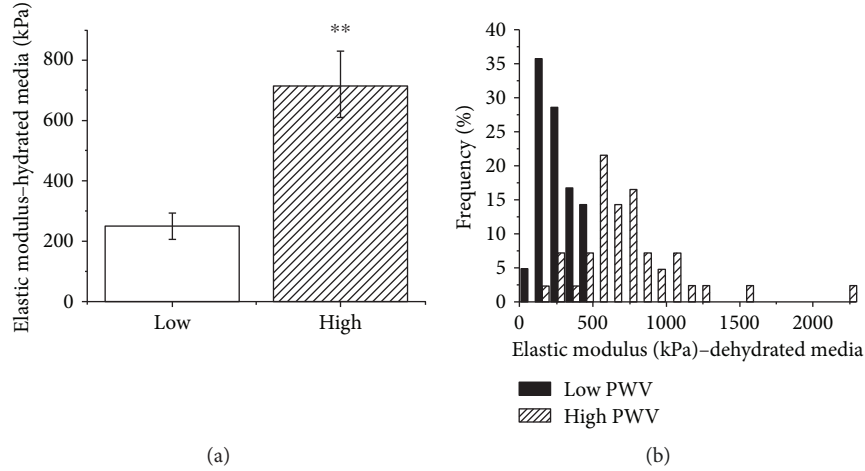 Elastic modulus–hydrated media (kPa)
800
600
400
200
0
**
Low
High
(a)
Frequency (%)
40
35
30
25
20
15
10
5
0
0
500
1000
1500
2000
Elastic modulus (kPa)–dehydrated media
Low PWV
High PWV
(b)